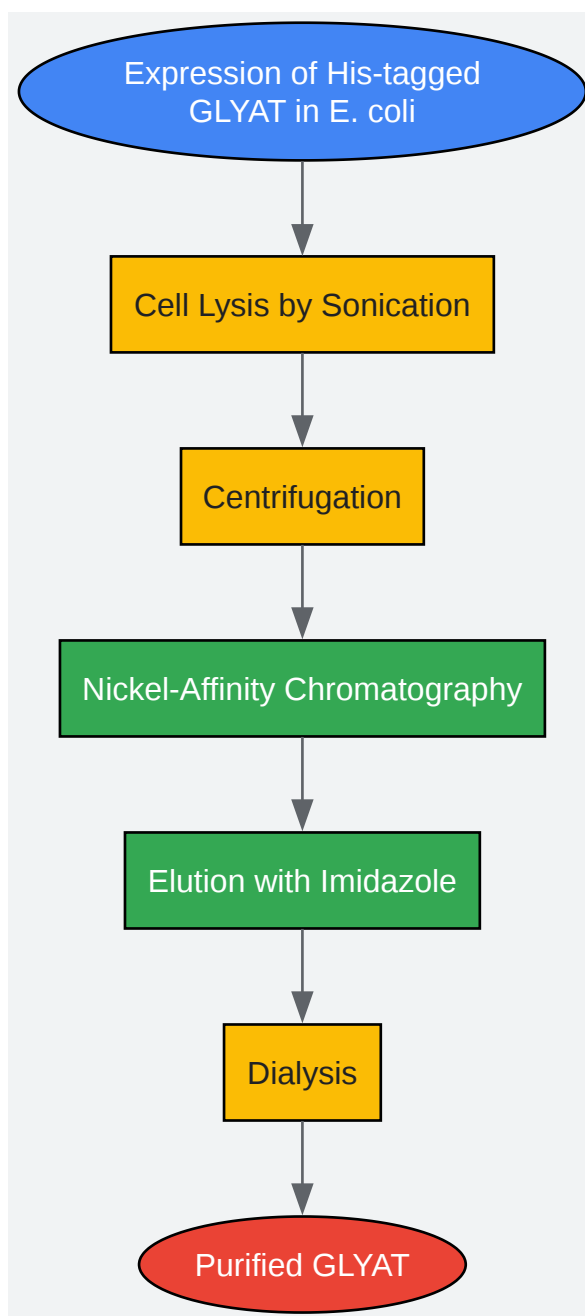 Expression of His-tagged
GLYAT in E. coli
Cell Lysis by Sonication
Centrifugation
Nickel-Affinity Chromatography
Elution with Imidazole
Dialysis
Purified GLYAT